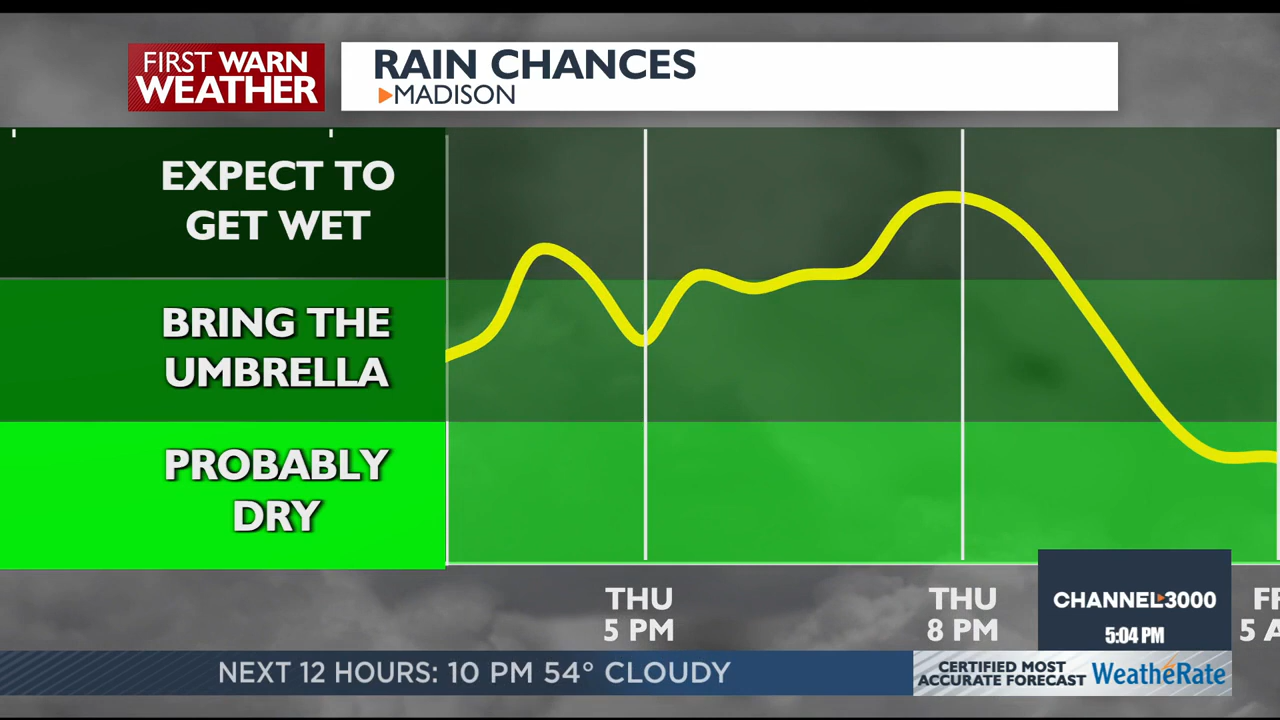 FIRST WARN
WEATHER
RAIN CHANCES
MADISON
EXPECT TO
GET WET
BRING THE
UMBRELLA
PROBABLY
DRY
THU
5 PM
THU
8 PM
CHANNEL3000
5:04 PM
5 A
NEXT 12 HOURS: 10 PM 54° CLOUDY
CERTIFIED MOST
ACCURATE FORECAST
WeatheRate